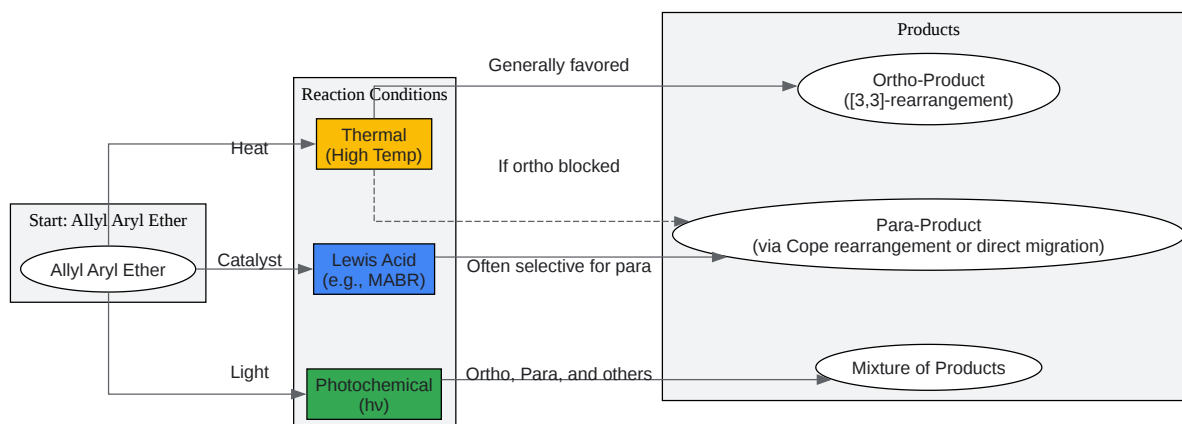 Products
Generally favored
Ortho-Product
([3,3]-rearrangement)
Reaction Conditions
Thermal
(High Temp)
Heat
If ortho blocked
Start: Allyl Aryl Ether
Para-Product
(via Cope rearrangement or direct migration)
Allyl Aryl Ether
Catalyst
Lewis Acid
(e.g., MABR)
Often selective for para
Light
Photochemical
(hν)
Ortho, Para, and others
Mixture of Products